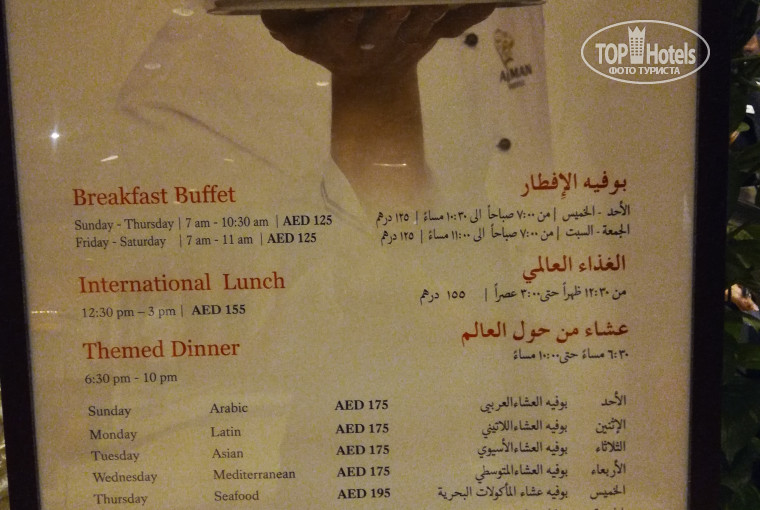 TOP Hotels
ФОТО ТУРИСТА
AJMAN
Breakfast Buffet
بوفيه الإفطار
Sunday - Thursday | 7 am - 10:30 am | AED 125
الأحد - الخميس | من ٧:٠٠ صباحاً الى ١٠:٣٠ مساءً | ١٢٥ درهم
Friday - Saturday | 7 am - 11 am | AED 125
الجمعة - السبت | من ٧:٠٠ صباحاً الى ١١:٠٠ مساءً | ١٢٥ درهم
International Lunch
الغذاء العالمي
12:30 pm – 3 pm | AED 155
من ١٢:٣٠ ظهراً حتى ٣:٠٠ عصراً | ١٥٥ درهم
Themed Dinner
عشاء من حول العالم
6:30 pm - 10 pm
٦:٣٠ مساءً حتى ١٠:٠٠ مساءً
Sunday Arabic AED 175 بوفيه العشاء العربي الأحد
Monday Latin AED 175 بوفيه العشاء اللاتيني الإثنين
Tuesday Asian AED 175 بوفيه العشاء الأسيوي الثلاثاء
Wednesday Mediterranean AED 175 بوفيه العشاء المتوسطي الأربعاء
Thursday Seafood AED 195 بوفيه عشاء المأكولات البحرية الخميس